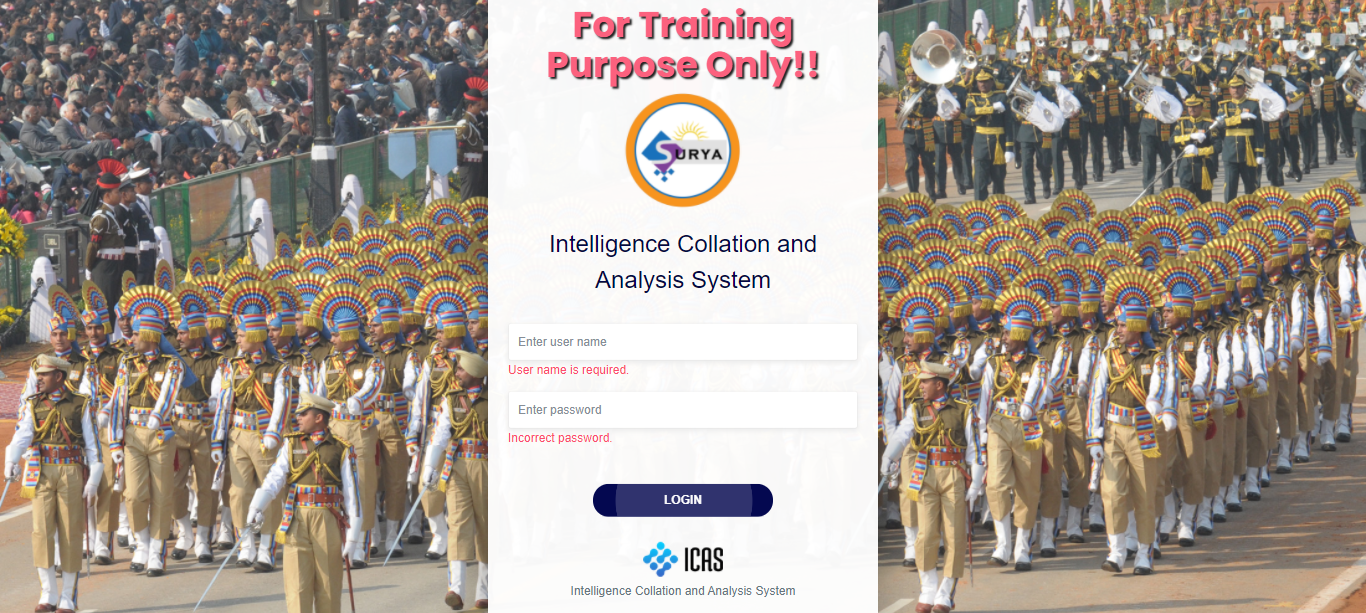 For Training
Purpose Only!!
SURYA
Intelligence Collation and
Analysis System
Enter user name
User name is required.
Enter password
Incorrect password.
LOGIN
ICAS
Intelligence Collation and Analysis System